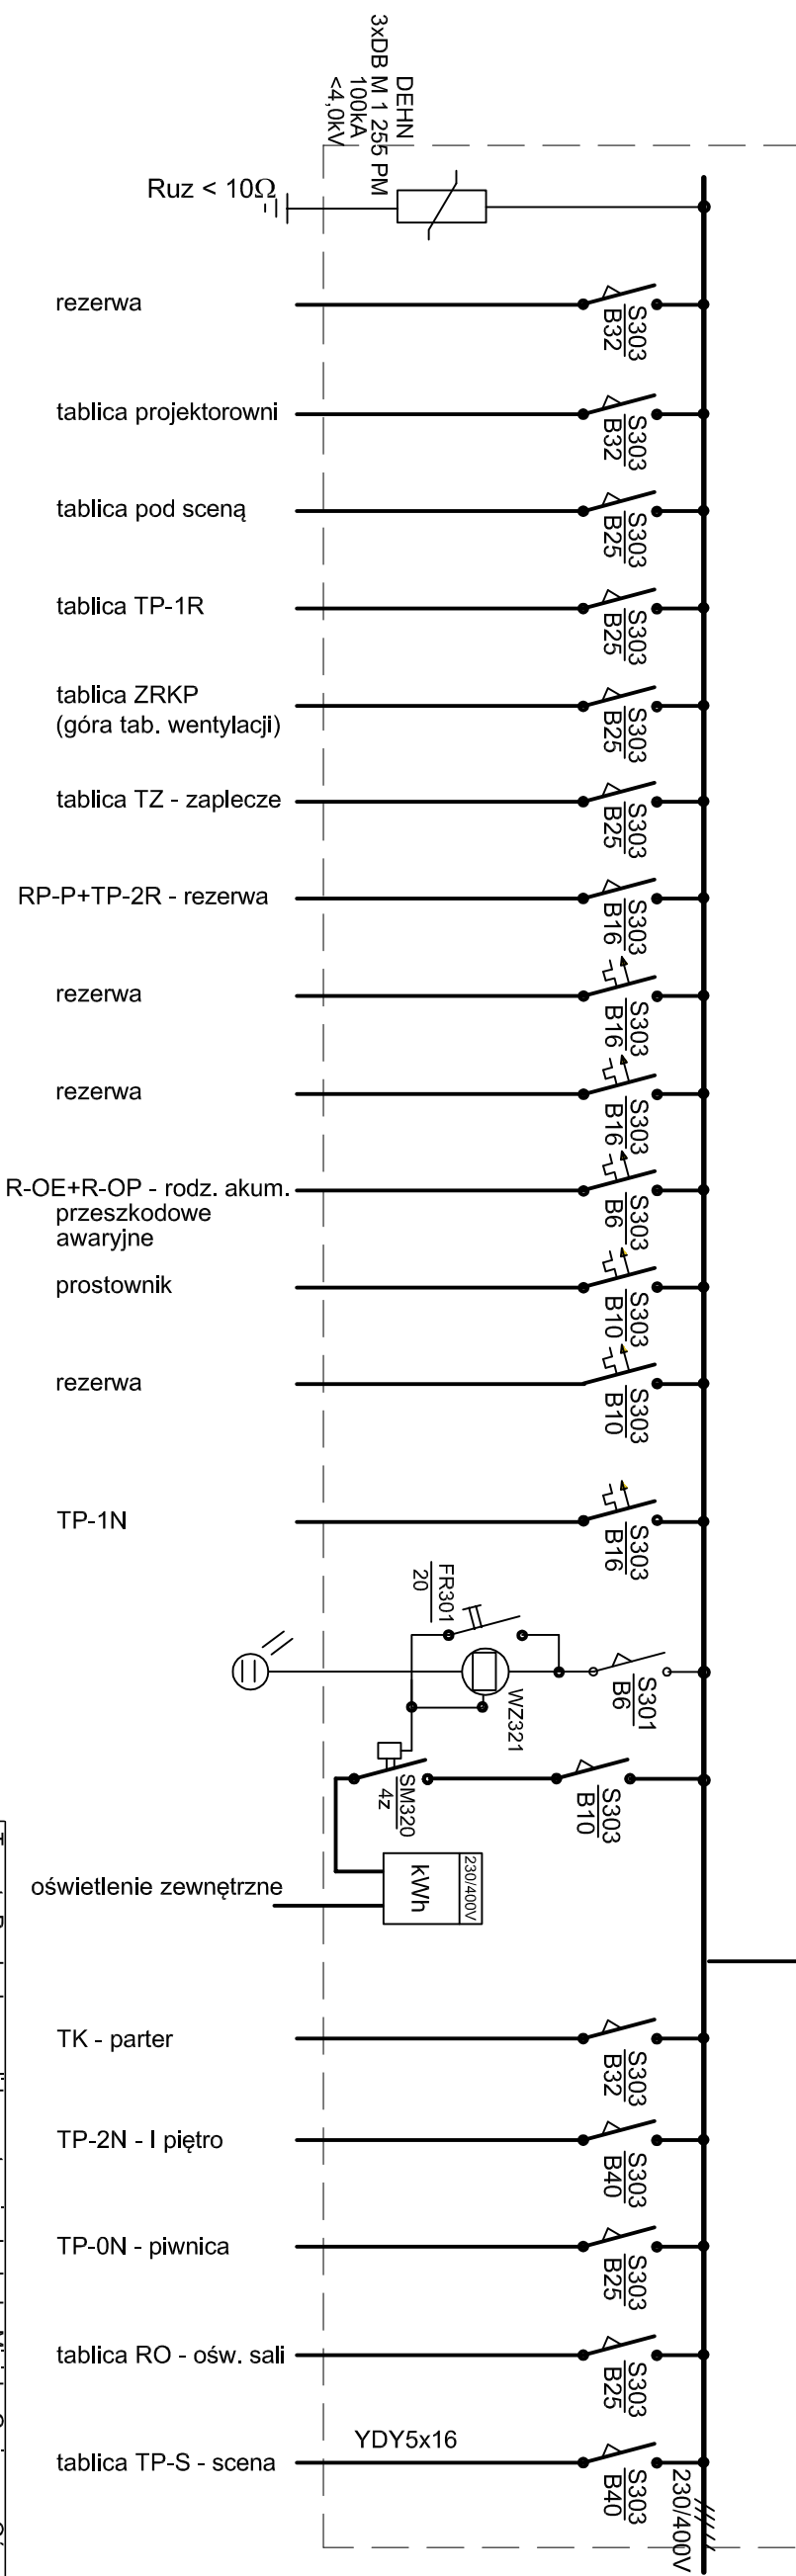 DEHN
3xDB M 1 255 PM
100kA
<4,0kV
Ruz < 10Ω
rezerwa
S303
B32
tablica projektorowni
S303
B32
tablica pod sceną
S303
B25
tablica TP-1R
S303
B25
tablica ZRKP
(góra tab. wentylacji)
S303
B25
tablica TZ - zaplecze
S303
B25
RP-P+TP-2R - rezerwa
S303
B16
rezerwa
S303
B16
rezerwa
S303
B16
R-OE+R-OP - rodz. akum.
przeszkodowe
awaryjne
S303
B6
prostownik
S303
B10
rezerwa
S303
B10
TP-1N
S303
B16
FR301
20
WZ321
S301
B6
SM320
4z
S303
B10
230/400V
kWh
oświetlenie zewnętrzne
TK - parter
S303
B32
TP-2N - I piętro
S303
B40
TP-0N - piwnica
S303
B25
tablica RO - ośw. sali
S303
B25
tablica TP-S - scena
YDY5x16
S303
B40
230/400V